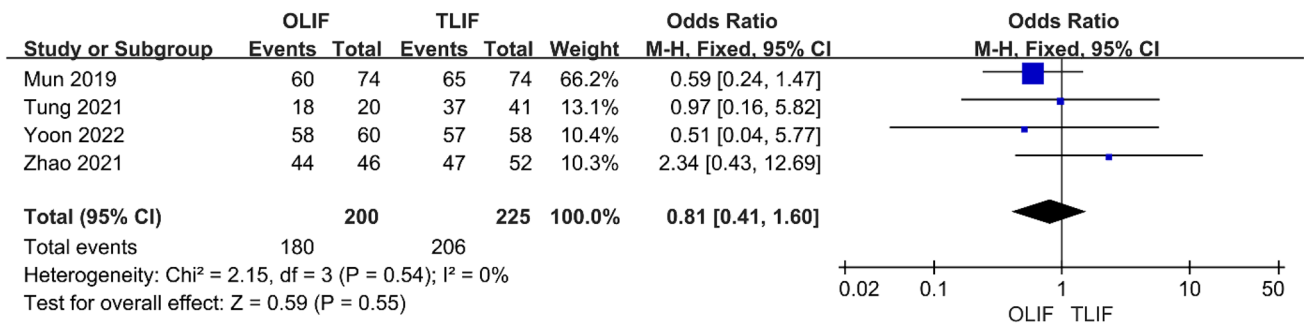 OLIF TLIF Odds Ratio Odds Ratio
Study or Subgroup Events Total Events Total Weight M-H, Fixed, 95% CI M-H, Fixed, 95% CI
Mun 2019 60 74 65 74 66.2% 0.59 [0.24, 1.47]
Tung 2021 18 20 37 41 13.1% 0.97 [0.16, 5.82]
Yoon 2022 58 60 57 58 10.4% 0.51 [0.04, 5.77]
Zhao 2021 44 46 47 52 10.3% 2.34 [0.43, 12.69]
Total (95% CI) 200 225 100.0% 0.81 [0.41, 1.60]
Total events 180 206
Heterogeneity: Chi² = 2.15, df = 3 (P = 0.54); I² = 0%
Test for overall effect: Z = 0.59 (P = 0.55)
0.02 0.1 1 10 50
OLIF TLIF